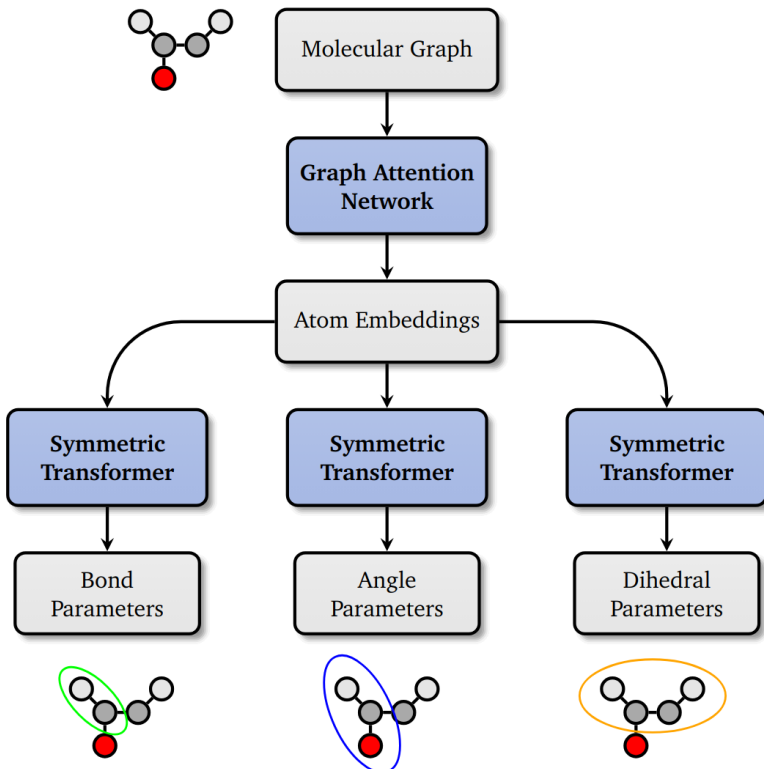 Molecular Graph
Graph Attention
Network
Atom Embeddings
Symmetric
Transformer
Symmetric
Transformer
Symmetric
Transformer
Bond
Parameters
Angle
Parameters
Dihedral
Parameters